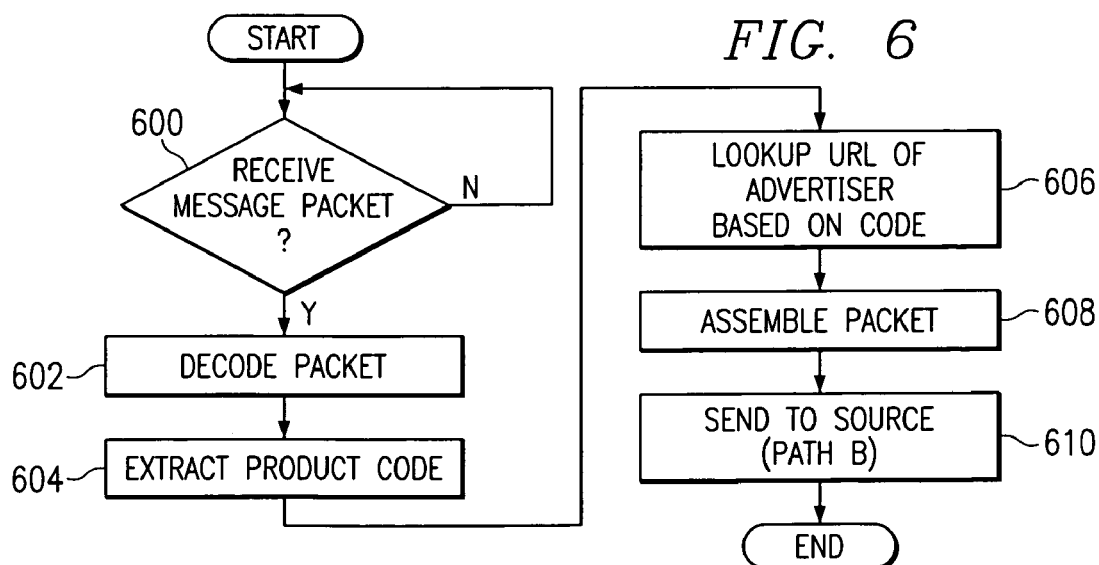 FIG. 6
START
600
RECEIVE
MESSAGE PACKET
?
N
Y
602
DECODE PACKET
604
EXTRACT PRODUCT CODE
LOOKUP URL OF
ADVERTISER
BASED ON CODE
606
ASSEMBLE PACKET
608
SEND TO SOURCE
(PATH B)
610
END